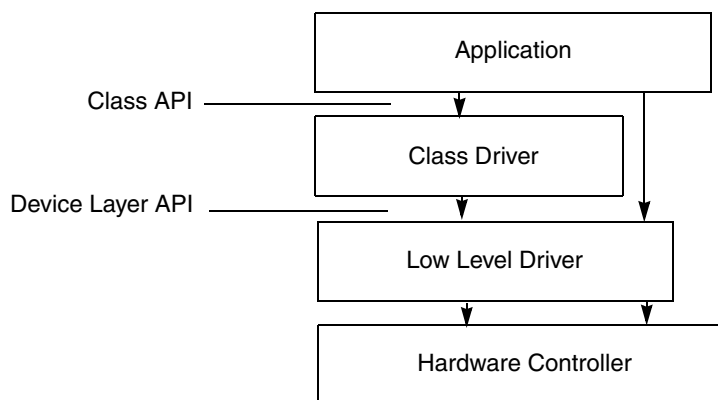 Application
Class API
Class Driver
Device Layer API
Low Level Driver
Hardware Controller